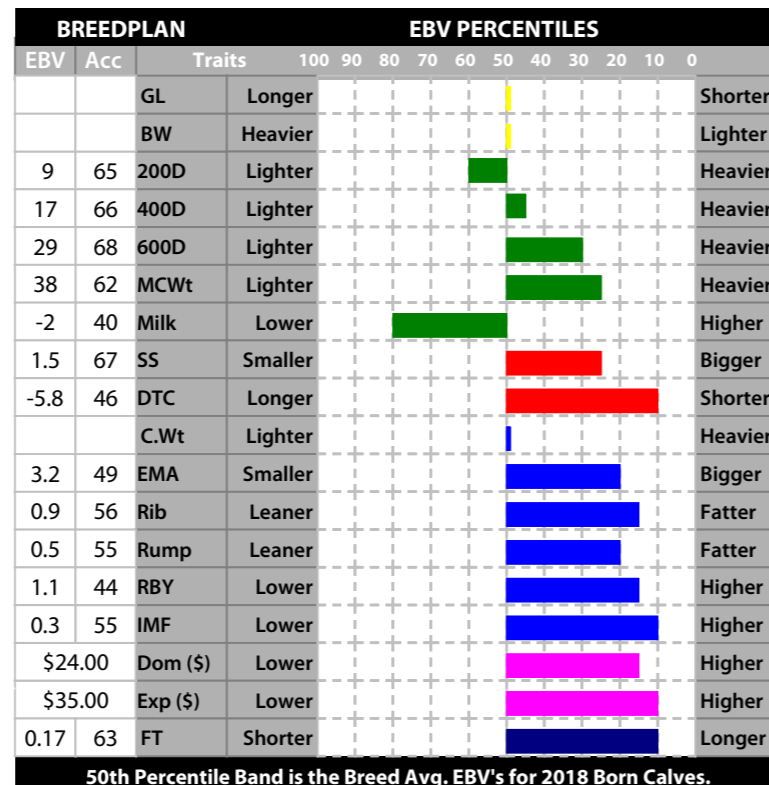 BREEDPLAN EBV PERCENTILES
EBV Acc Traits 100 90 80 70 60 50 40 30 20 10 0
GL Longer Shorter
BW Heavier Lighter
9 65 200D Lighter Heavier
17 66 400D Lighter Heavier
29 68 600D Lighter Heavier
38 62 MCWt Lighter Heavier
-2 40 Milk Lower Higher
1.5 67 SS Smaller Bigger
-5.8 46 DTC Longer Shorter
C.Wt Lighter Heavier
3.2 49 EMA Smaller Bigger
0.9 56 Rib Leaner Fatter
0.5 55 Rump Leaner Fatter
1.1 44 RBY Lower Higher
0.3 55 IMF Lower Higher
$24.00 Dom ($) Lower Higher
$35.00 Exp ($) Lower Higher
0.17 63 FT Shorter Longer
50th Percentile Band is the Breed Avg. EBV's for 2018 Born Calves.